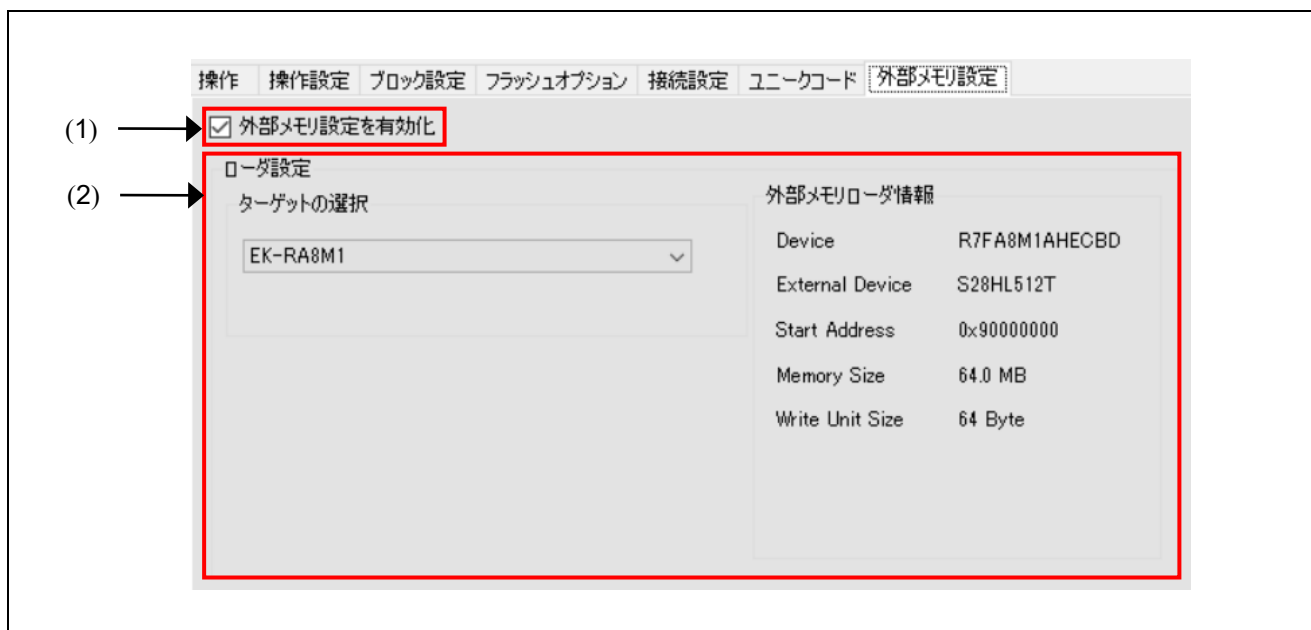 操作 操作設定 ブロック設定 フラッシュオプション 接続設定 ユニークコード 外部メモリ設定
(1) 外部メモリ設定を有効化
(2) ローダ設定
ターゲットの選択
EK-RA8M1
外部メモリローダ情報
Device R7FA8M1AHECBD
External Device S28HL512T
Start Address 0x90000000
Memory Size 64.0 MB
Write Unit Size 64 Byte